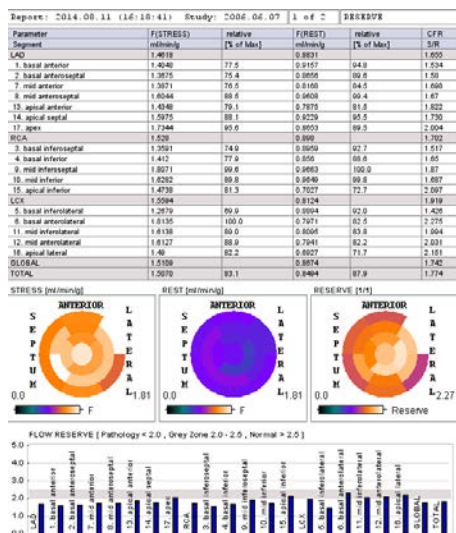 Report: 2014.08.11 (16:18:41) Study: 2006.06.07 1 of 2 RESERVE
Parameter F(STRESS) relative F(REST) relative CFR
Segment ml/min/g [% of Max] ml/min/g [% of Max] S/R
LAD 1.4618 0.8831 1.655
1. basal anterior 1.4040 77.5 0.9157 94.8 1.534
2. basal anteroseptal 1.3675 75.4 0.8656 89.6 1.58
7. mid anterior 1.3871 76.5 0.8168 84.5 1.698
8. mid anteroseptal 1.6044 88.5 0.9608 99.4 1.67
13. apical anterior 1.4348 79.1 0.7875 81.5 1.822
14. apical septal 1.5975 88.1 0.9229 95.5 1.730
17. apex 1.7344 95.6 0.8653 89.5 2.004
RCA 1.528 0.898 1.702
3. basal inferoseptal 1.3591 74.9 0.8959 92.7 1.517
4. basal inferior 1.412 77.9 0.856 88.6 1.65
9. mid inferoseptal 1.8071 99.6 0.9663 100.0 1.87
10. mid inferior 1.6282 89.8 0.9649 99.8 1.687
15. apical inferior 1.4738 81.3 0.7027 72.7 2.097
LCX 1.5594 0.8124 1.919
5. basal inferolateral 1.2679 69.9 0.8894 92.0 1.426
6. basal anterolateral 1.8135 100.0 0.7971 82.5 2.275
11. mid inferolateral 1.6138 89.0 0.8095 83.8 1.994
12. mid anterolateral 1.6127 88.9 0.7941 82.2 2.031
16. apical lateral 1.49 82.2 0.6927 71.7 2.151
GLOBAL 1.5109 0.8674 1.742
TOTAL 1.5070 83.1 0.8494 87.9 1.774
STRESS [ml/min/g] REST [ml/min/g] RESERVE [1/1]
ANTERIOR ANTERIOR ANTERIOR
SEPTUM LATERAL SEPTUM LATERAL SEPTUM LATERAL
0.0 1.81 0.0 1.81 0.0 2.27
F F Reserve
FLOW RESERVE [ Pathology < 2.0 , Grey Zone 2.0 - 2.5 , Normal > 2.5 ]
5.0
4.0
3.0
2.0
1.0
0.0
LAD
1. basal anterior
2. basal anteroseptal
7. mid anterior
8. mid anteroseptal
13. apical anterior
14. apical septal
17. apex
RCA
3. basal inferoseptal
4. basal inferior
9. mid inferoseptal
10. mid inferior
15. apical inferior
LCX
5. basal inferolateral
6. basal anterolateral
11. mid inferolateral
12. mid anterolateral
16. apical lateral
GLOBAL
TOTAL